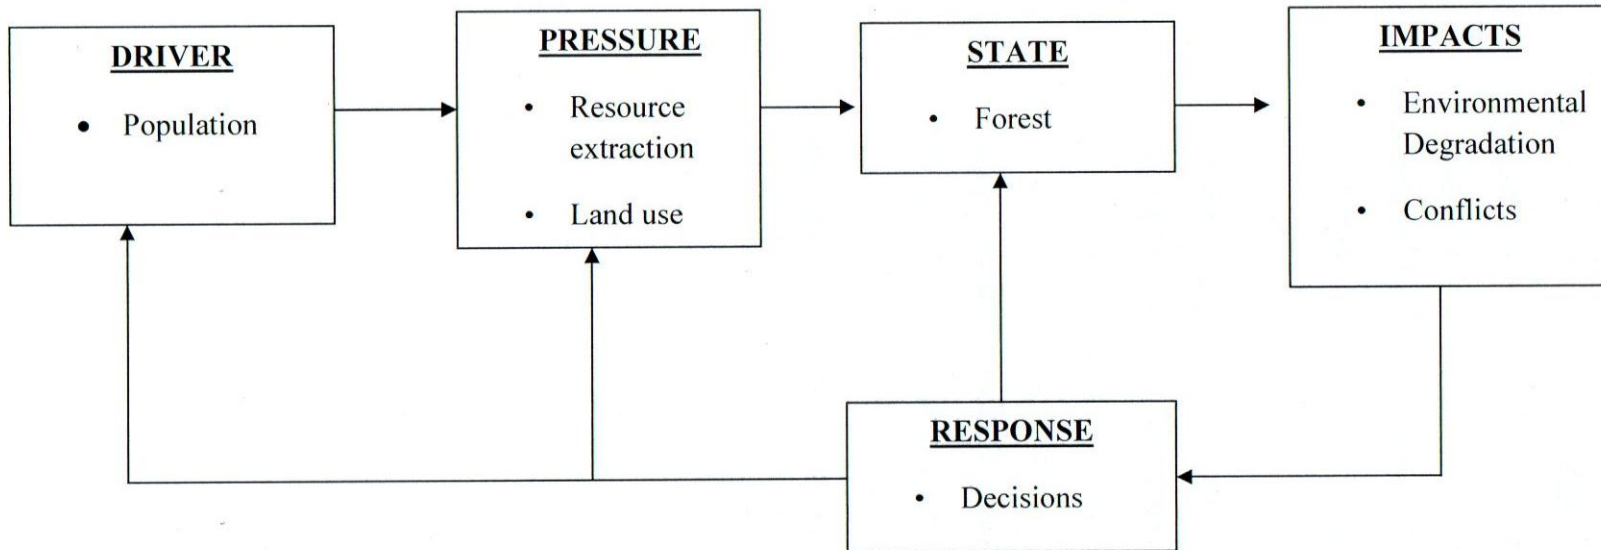 DRIVER
• Population
PRESSURE
• Resource
extraction
• Land use
STATE
• Forest
IMPACTS
• Environmental
Degradation
• Conflicts
RESPONSE
• Decisions